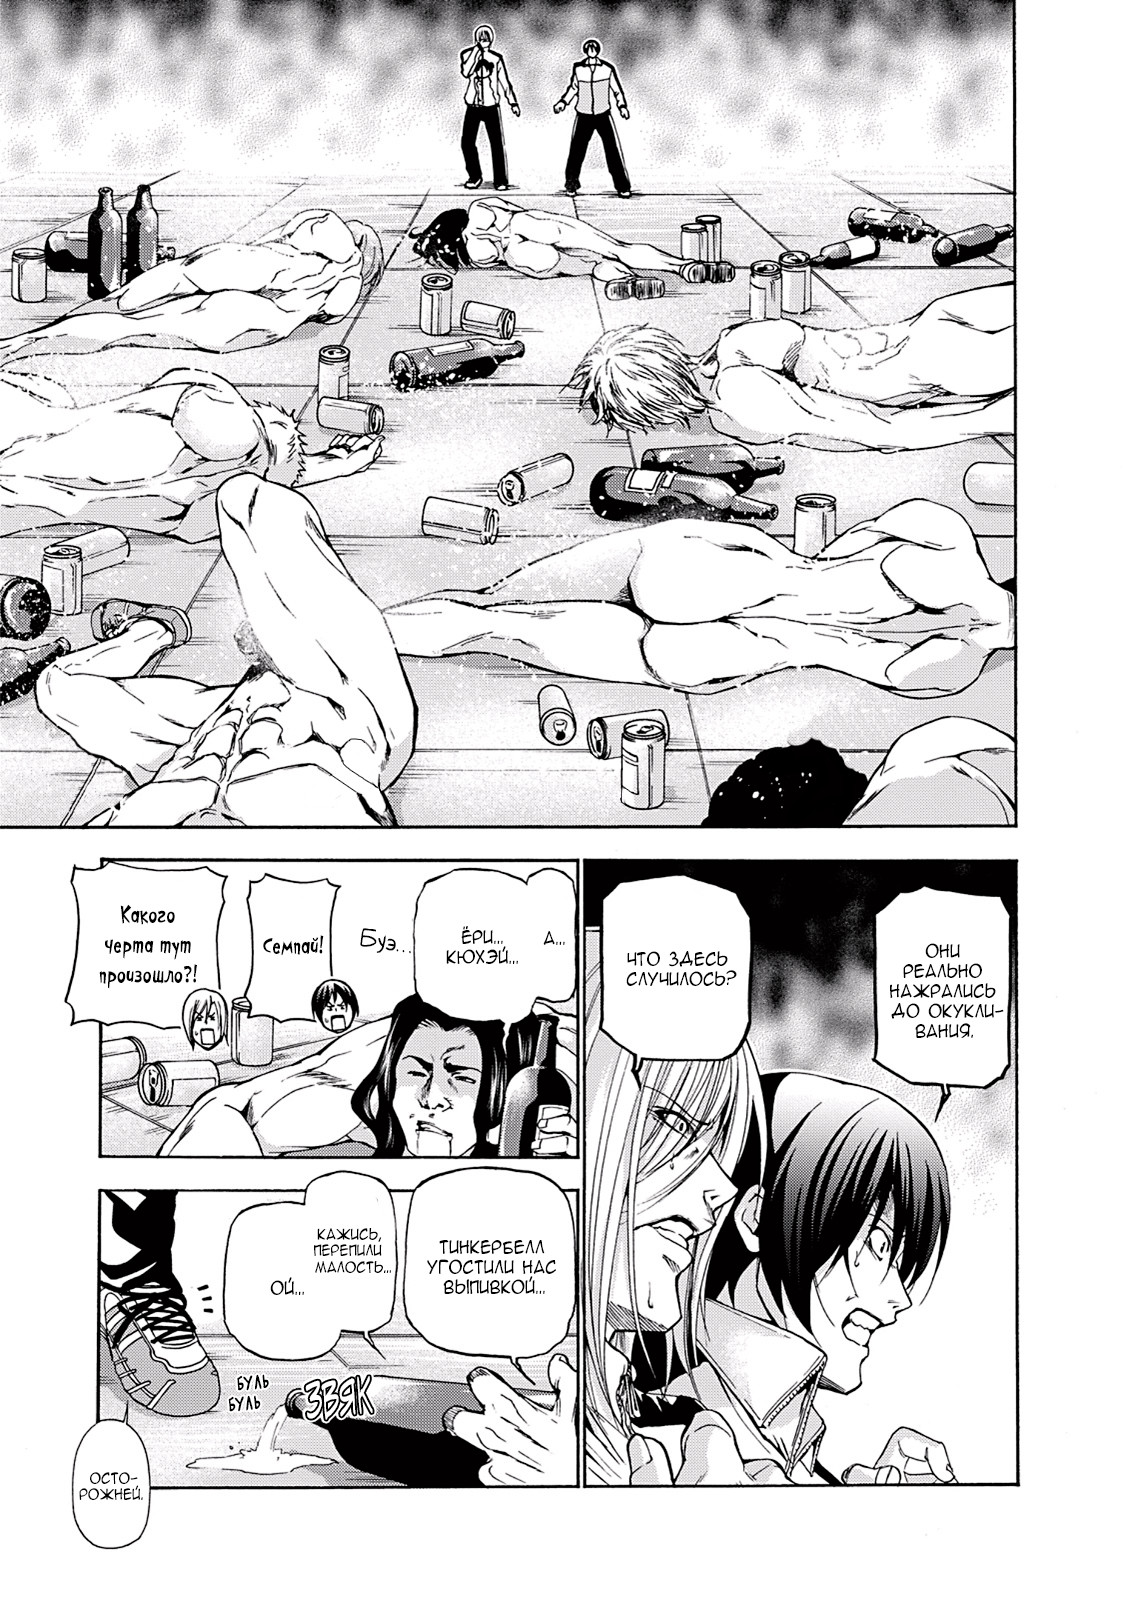 ОНИ
РЕАЛЬНО
НАЖРАЛИСЬ
ДО ОКУКЛИ-
ВАНИЯ.
ЧТО ЗДЕСЬ
СЛУЧИЛОСЬ?
А...
ЁРИ...
КЮХЭЙ...
Буэ...
Семпай!
Какого
черта тут
произошло?!
ТИНКЕРБЕЛЛ
УГОСТИЛИ НАС
ВЫПИВКОЙ...
КАЖИСЬ,
ПЕРЕПИЛИ
МАЛОСТЬ...
ОЙ...
ЗВЯК
БУЛЬ
БУЛЬ
ОСТО-
РОЖНЕЙ.